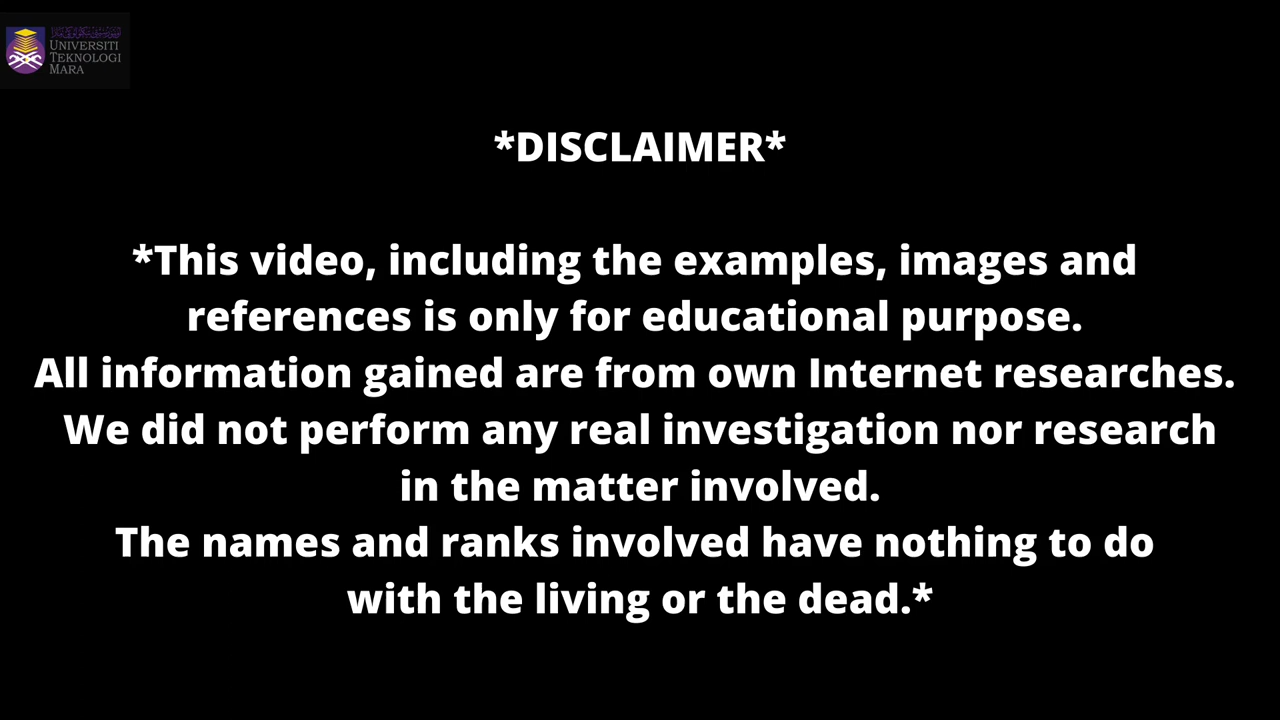 UNIVERSITI
TEKNOLOGI
MARA
*DISCLAIMER*
*This video, including the examples, images and
references is only for educational purpose.
All information gained are from own Internet researches.
We did not perform any real investigation nor research
in the matter involved.
The names and ranks involved have nothing to do
with the living or the dead.*